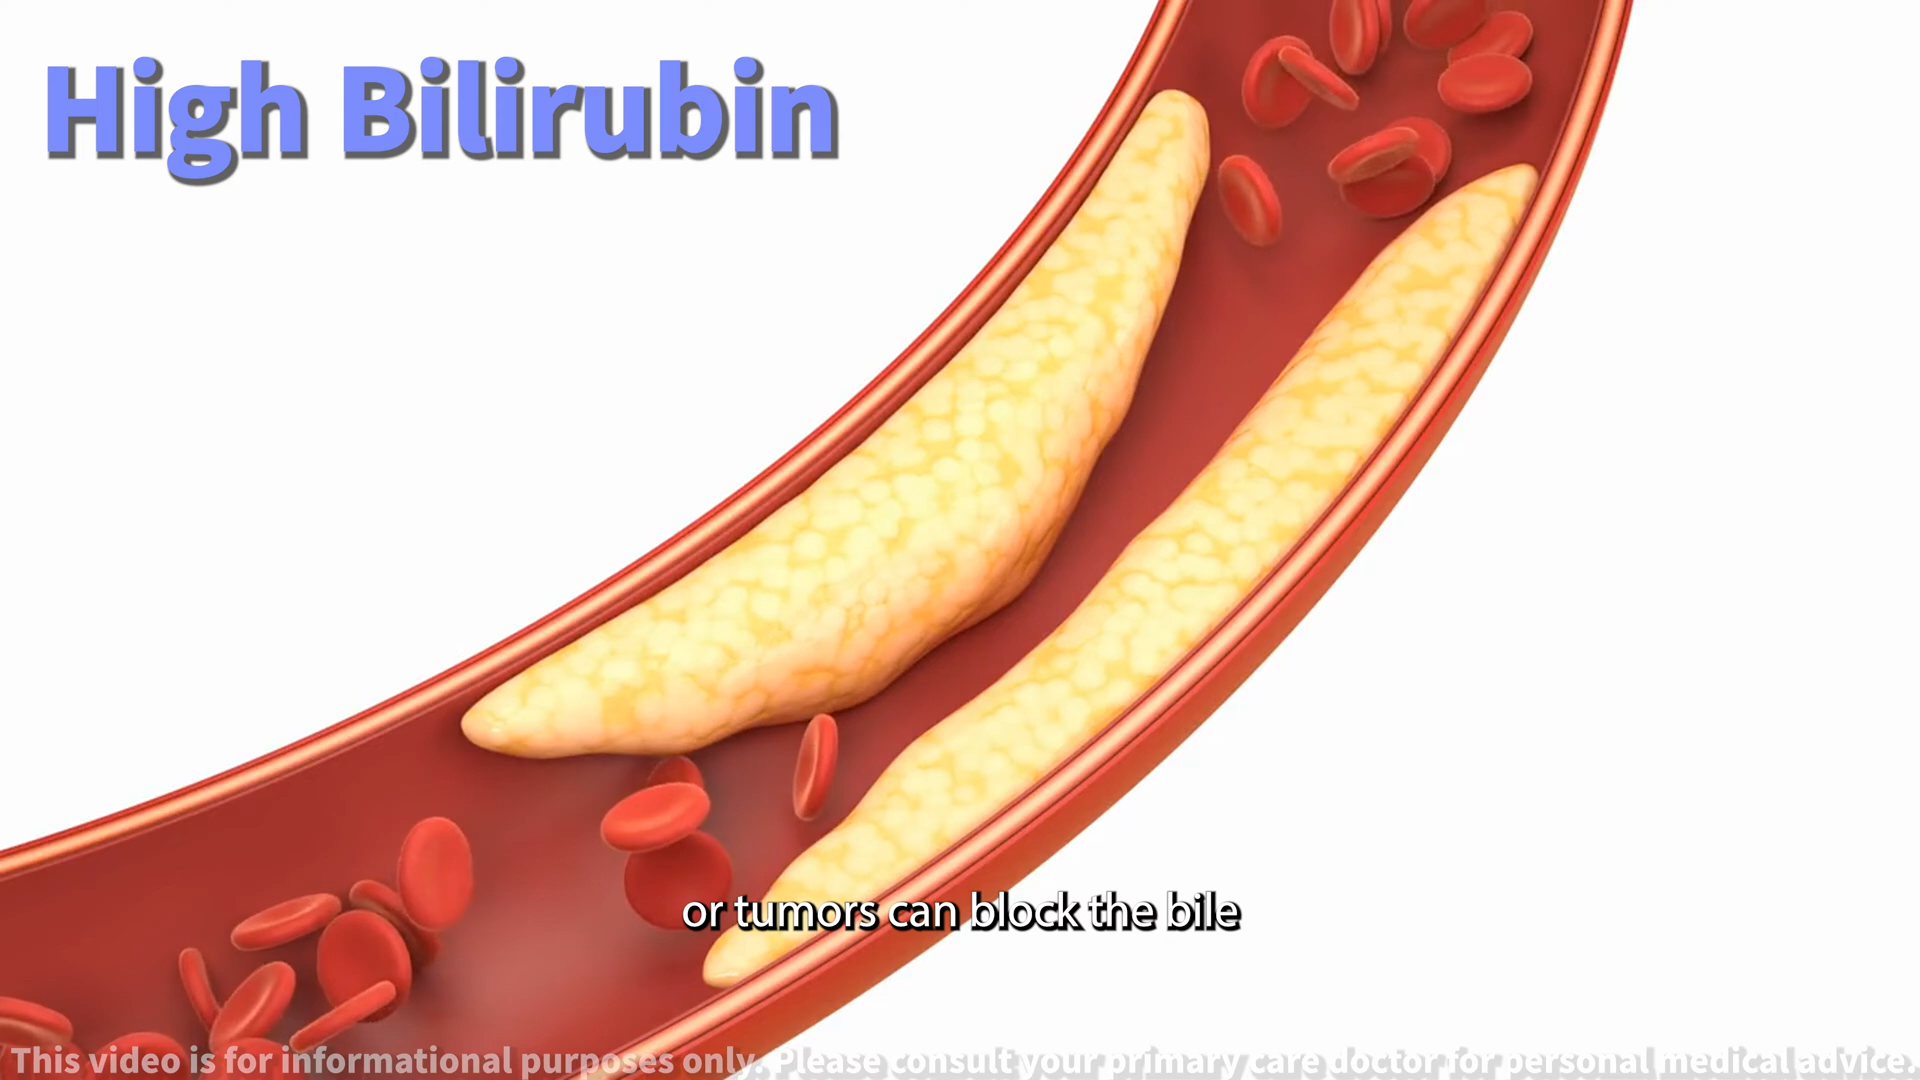 High Bilirubin
or tumors can block the bile
This video is for informational purposes only. Please consult your primary care doctor for personal medical advice.